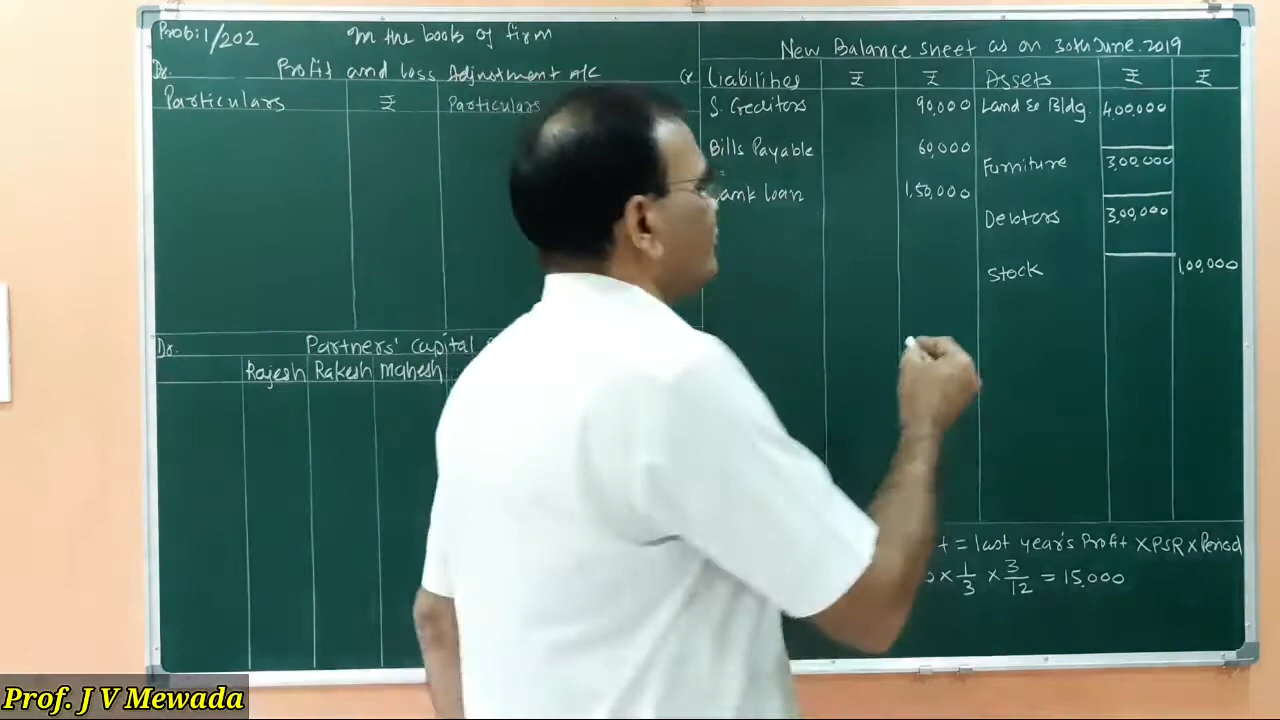 Prob:1/202
In the books of firm
Dr. Profit and loss Adjustment A/c Cr
Particulars ₹ Particulars
Dr. Partners' Capital
Rajesh Rakesh Mahesh
New Balance sheet as on 30th June. 2019
Liabilities ₹ ₹ Assets ₹ ₹
S. Creditors 90,000 Land & Bldg. 4,00,000
Bills Payable 60,000 Furniture 3,00,000
ank loan 1,50,000 Debtors 3,00,000
Stock 1,00,000
t = last year's Profit × PSR × Period
× 1/3 × 3/12 = 15,000
Prof. J V Mewada